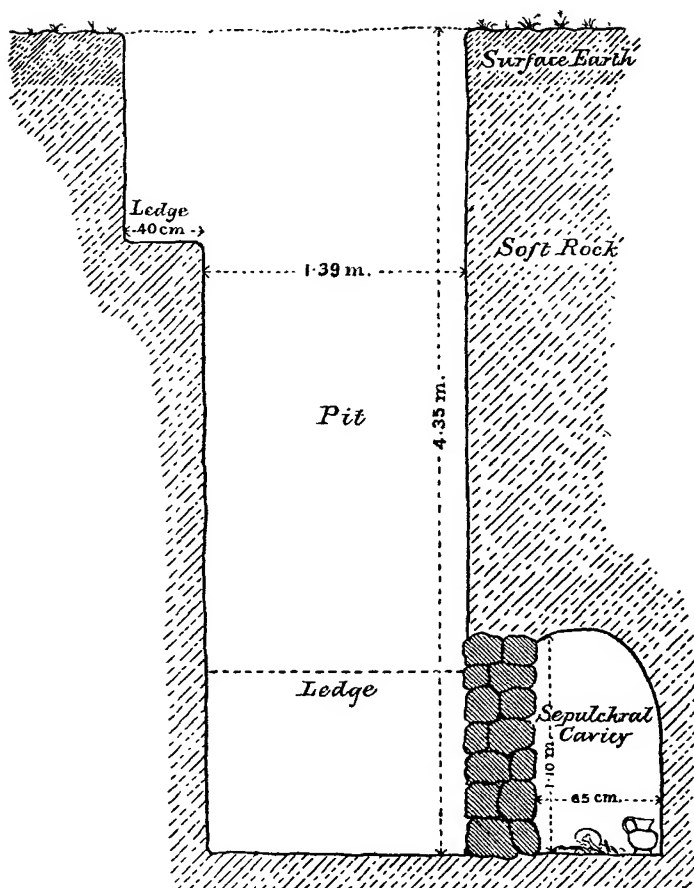 Surface Earth
Ledge
40 cm
Soft Rock
1·39 m.
Pit
4·35 m.
Ledge
Sepulchral
Cavity
1·10 m
65 cm.